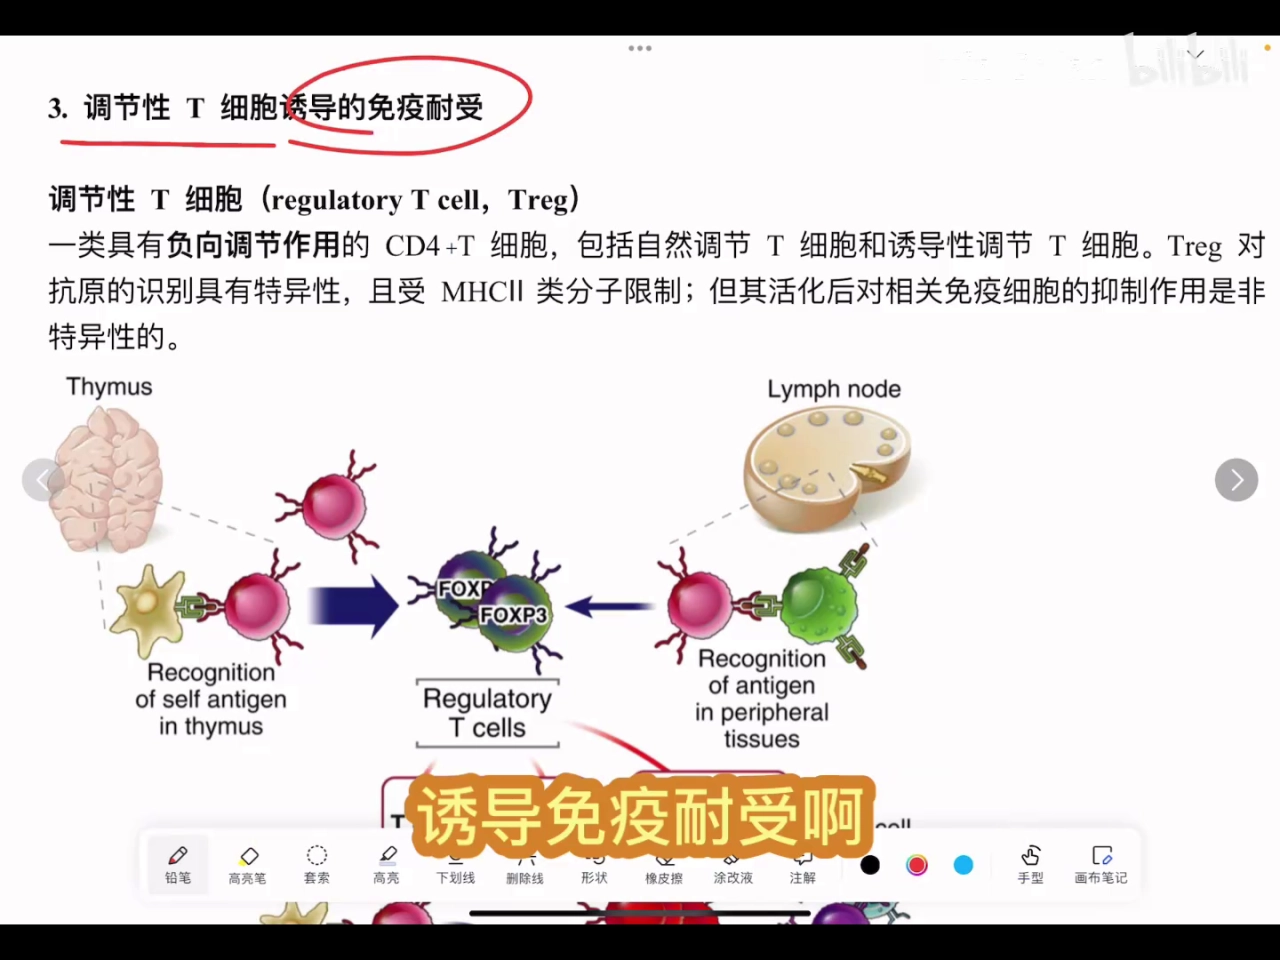 bilibili
3. 调节性 T 细胞诱导的免疫耐受
调节性 T 细胞（regulatory T cell，Treg）
一类具有负向调节作用的 CD4+T 细胞，包括自然调节 T 细胞和诱导性调节 T 细胞。Treg 对
抗原的识别具有特异性，且受 MHCII 类分子限制；但其活化后对相关免疫细胞的抑制作用是非
特异性的。
Thymus
Lymph node
FOXP
FOXP3
Recognition
of self antigen
in thymus
Regulatory
T cells
Recognition
of antigen
in peripheral
tissues
诱导免疫耐受啊
cell
铅笔
高亮笔
套索
高亮
下划线
删除线
形状
橡皮擦
涂改液
注解
手型
画布笔记